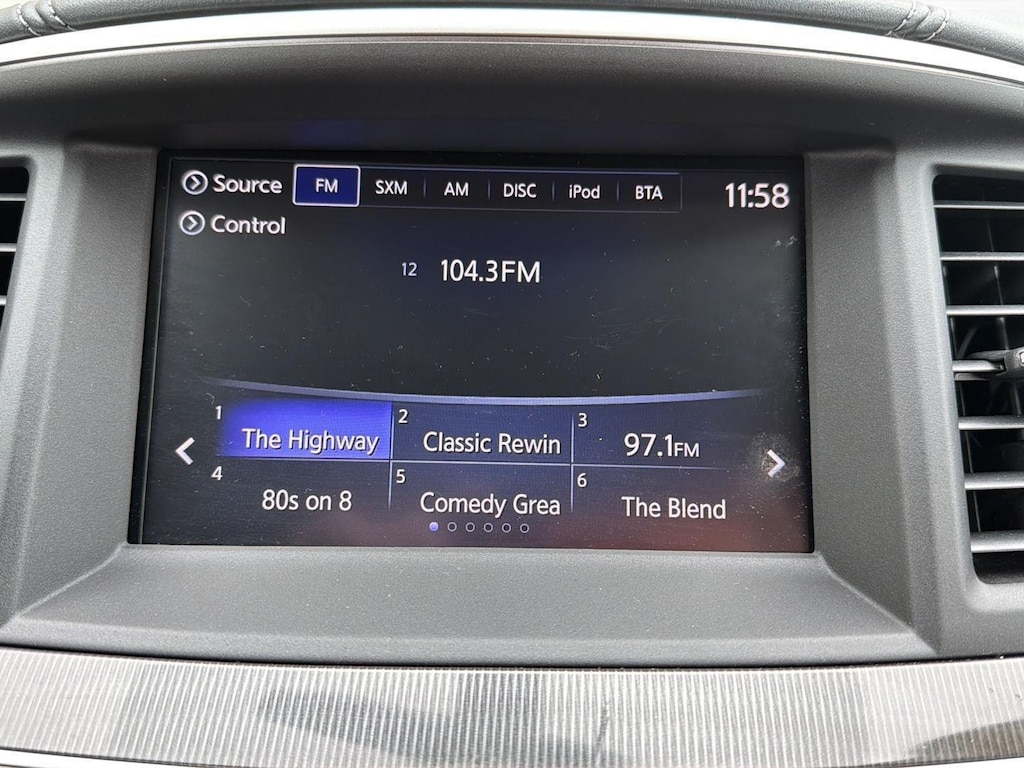 Source FM SXM AM DISC iPod BTA 11:58
Control
12 104.3FM
1 The Highway 2 Classic Rewin 3 97.1FM
4 80s on 8 5 Comedy Grea 6 The Blend